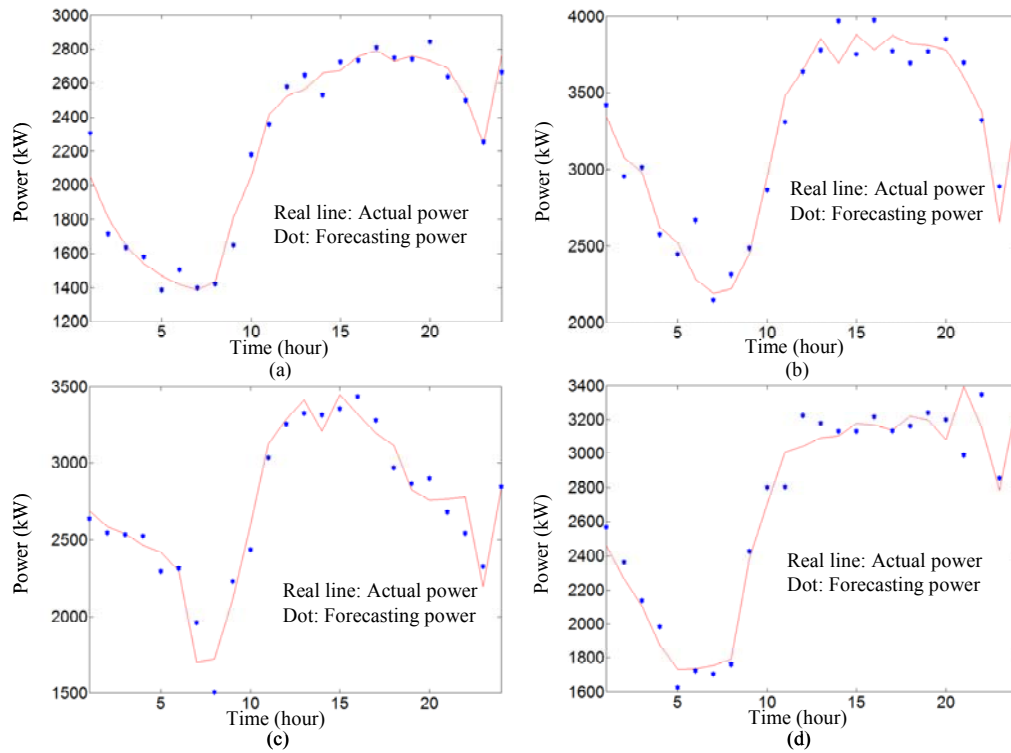 3000
2800
2600
2400
2200
2000
1800
1600
1400
1200
Power (kW)
Real line: Actual power
Dot: Forecasting power
5 10 15 20
Time (hour)
(a)
4000
3500
3000
2500
2000
Power (kW)
Real line: Actual power
Dot: Forecasting power
5 10 15 20
Time (hour)
(b)
3500
3000
2500
2000
1500
Power (kW)
Real line: Actual power
Dot: Forecasting power
5 10 15 20
Time (hour)
(c)
3400
3200
3000
2800
2600
2400
2200
2000
1800
1600
Power (kW)
Real line: Actual power
Dot: Forecasting power
5 10 15 20
Time (hour)
(d)